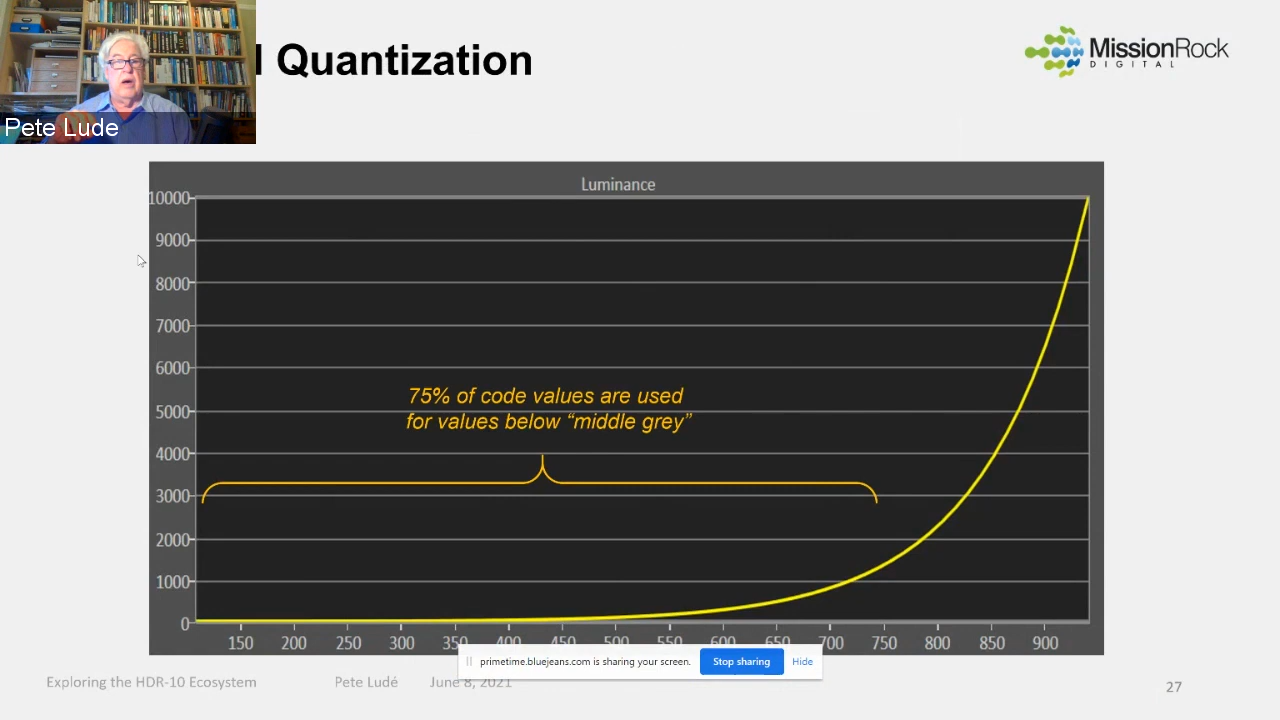 Quantization
MissionRock
DIGITAL
Pete Lude
Luminance
10000
9000
8000
7000
6000
5000
4000
3000
2000
1000
0
75% of code values are used
for values below “middle grey”
150 200 250 300 350 400 450 500 550 600 650 700 750 800 850 900
primetime.bluejeans.com is sharing your screen. Stop sharing Hide
Exploring the HDR-10 Ecosystem Pete Ludé June 8, 2021
27